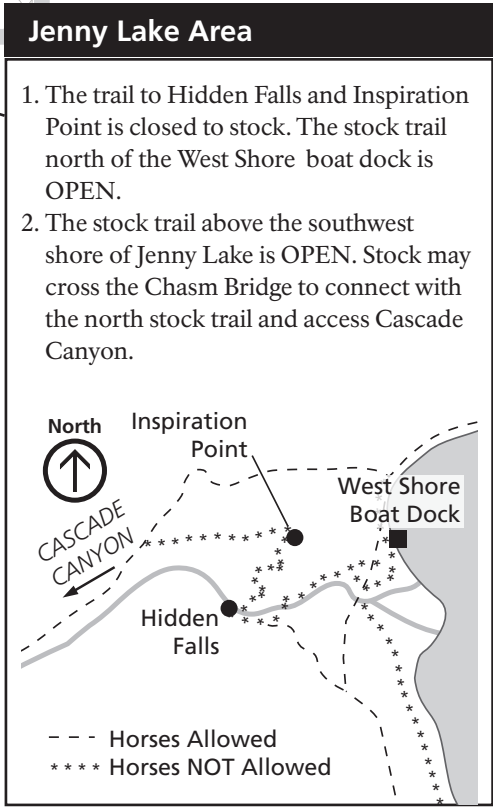 Jenny Lake Area
1. The trail to Hidden Falls and Inspiration
Point is closed to stock. The stock trail
north of the West Shore boat dock is
OPEN.
2. The stock trail above the southwest
shore of Jenny Lake is OPEN. Stock may
cross the Chasm Bridge to connect with
the north stock trail and access Cascade
Canyon.
North
Inspiration
Point
West Shore
Boat Dock
CASCADE
CANYON
Hidden
Falls
--- Horses Allowed
**** Horses NOT Allowed